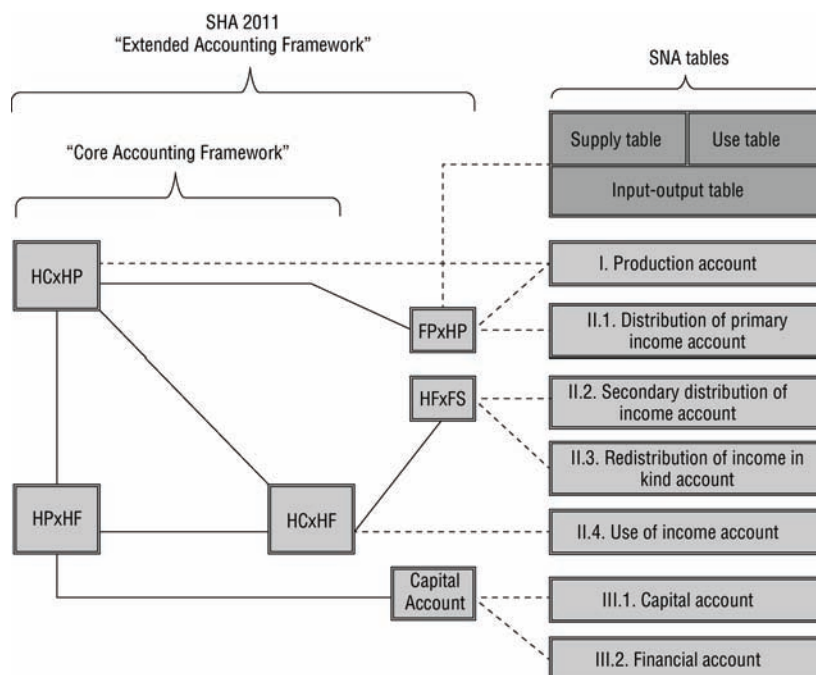 SHA 2011
“Extended Accounting Framework”
SNA tables
“Core Accounting Framework”
Supply table
Use table
Input-output table
HCxHP
I. Production account
FPxHP
II.1. Distribution of primary
income account
HFxFS
II.2. Secondary distribution of
income account
II.3. Redistribution of income in
kind account
HPxHF
HCxHF
II.4. Use of income account
Capital
Account
III.1. Capital account
III.2. Financial account